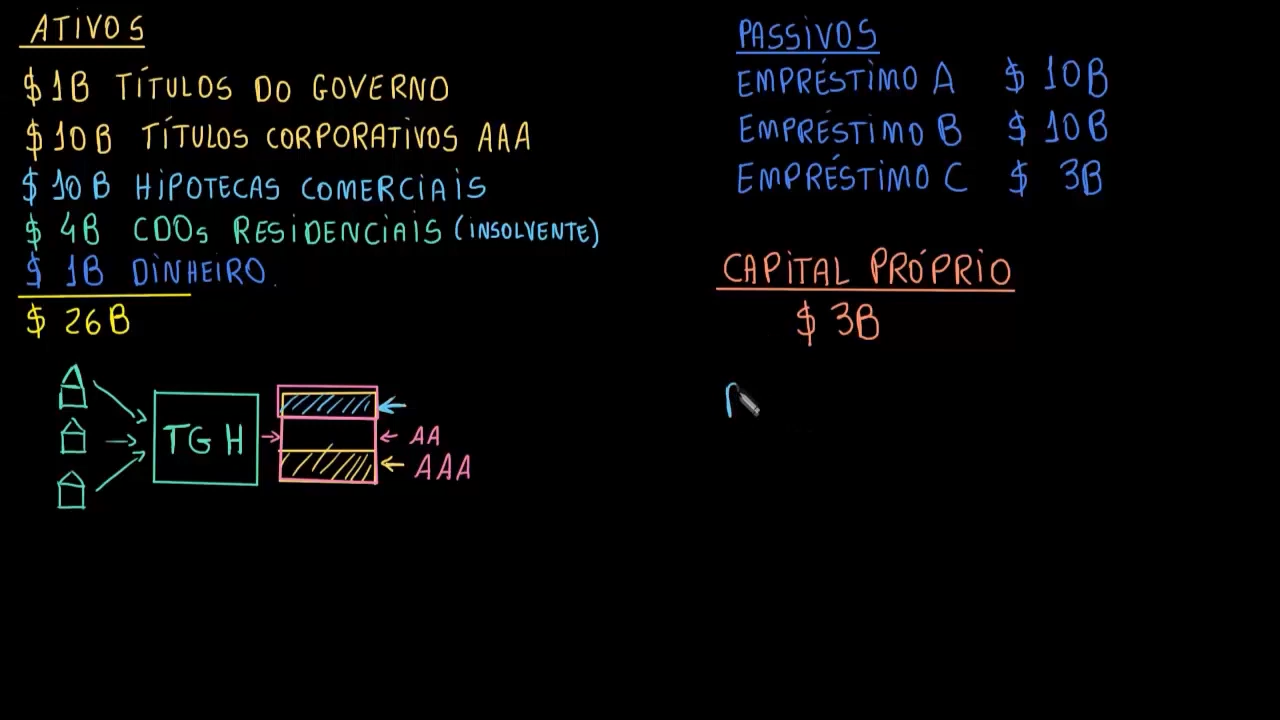 ATIVOS
$ 1B TÍTULOS DO GOVERNO
$ 10B TÍTULOS CORPORATIVOS AAA
$ 10B HIPOTECAS COMERCIAIS
$ 4B CDOs RESIDENCIAIS (INSOLVENTE)
$ 1B DINHEIRO
$ 26B
TGH
AA
AAA
PASSIVOS
EMPRÉSTIMO A $ 10B
EMPRÉSTIMO B $ 10B
EMPRÉSTIMO C $ 3B
CAPITAL PRÓPRIO
$ 3B